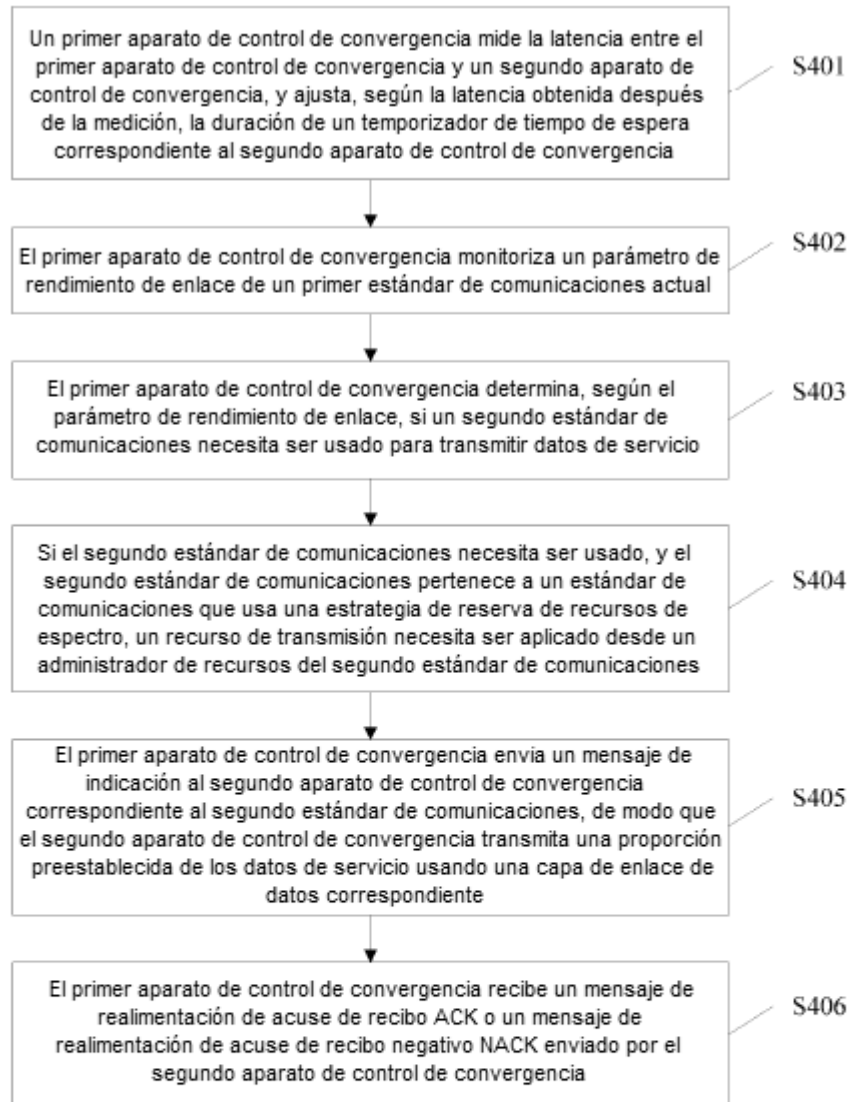 Un primer aparato de control de convergencia mide la latencia entre el
primer aparato de control de convergencia y un segundo aparato de
control de convergencia, y ajusta, según la latencia obtenida después
de la medición, la duración de un temporizador de tiempo de espera
correspondiente al segundo aparato de control de convergencia
S401
El primer aparato de control de convergencia monitoriza un parámetro de
rendimiento de enlace de un primer estándar de comunicaciones actual
S402
El primer aparato de control de convergencia determina, según el
parámetro de rendimiento de enlace, si un segundo estándar de
comunicaciones necesita ser usado para transmitir datos de servicio
S403
Si el segundo estándar de comunicaciones necesita ser usado, y el
segundo estándar de comunicaciones pertenece a un estándar de
comunicaciones que usa una estrategia de reserva de recursos de
espectro, un recurso de transmisión necesita ser aplicado desde un
administrador de recursos del segundo estándar de comunicaciones
S404
El primer aparato de control de convergencia envia un mensaje de
indicación al segundo aparato de control de convergencia
correspondiente al segundo estándar de comunicaciones, de modo que
el segundo aparato de control de convergencia transmita una proporción
preestablecida de los datos de servicio usando una capa de enlace de
datos correspondiente
S405
El primer aparato de control de convergencia recibe un mensaje de
realimentación de acuse de recibo ACK o un mensaje de
realimentación de acuse de recibo negativo NACK enviado por el
segundo aparato de control de convergencia
S406